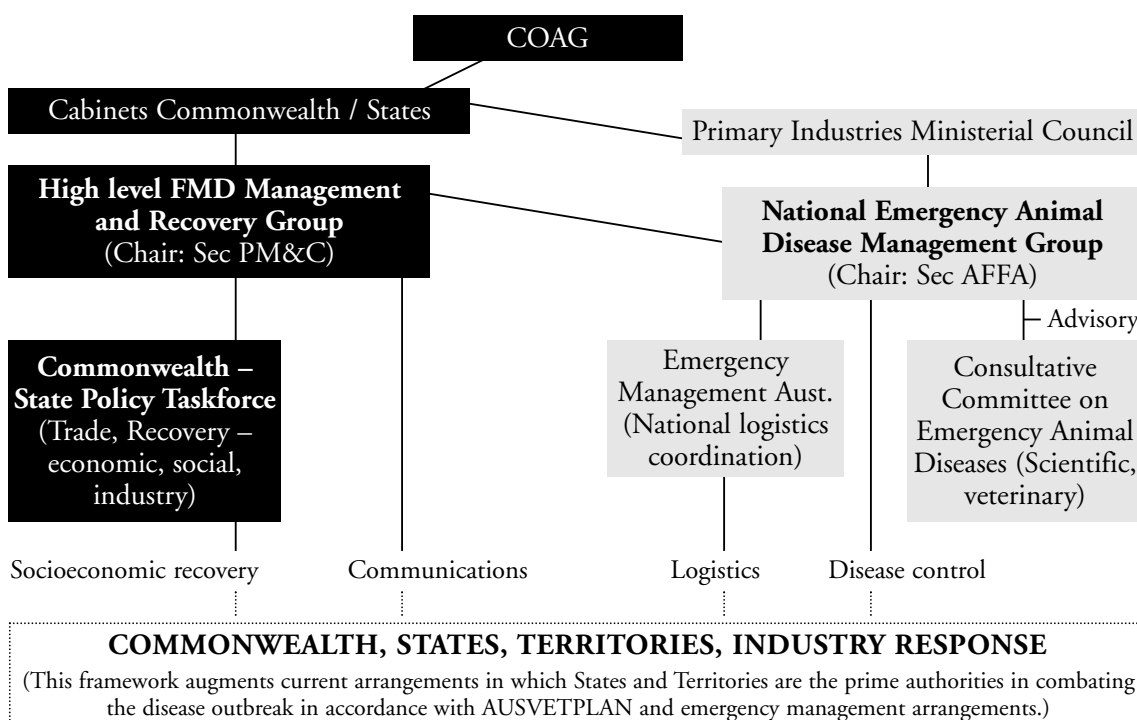 COAG
Cabinets Commonwealth / States
Primary Industries Ministerial Council
High level FMD Management
and Recovery Group
(Chair: Sec PM&C)
National Emergency Animal
Disease Management Group
(Chair: Sec AFFA)
Advisory
Commonwealth –
State Policy Taskforce
(Trade, Recovery –
economic, social,
industry)
Emergency
Management Aust.
(National logistics
coordination)
Consultative
Committee on
Emergency Animal
Diseases (Scientific,
veterinary)
Socioeconomic recovery
Communications
Logistics
Disease control
COMMONWEALTH, STATES, TERRITORIES, INDUSTRY RESPONSE
(This framework augments current arrangements in which States and Territories are the prime authorities in combating
the disease outbreak in accordance with AUSVETPLAN and emergency management arrangements.)